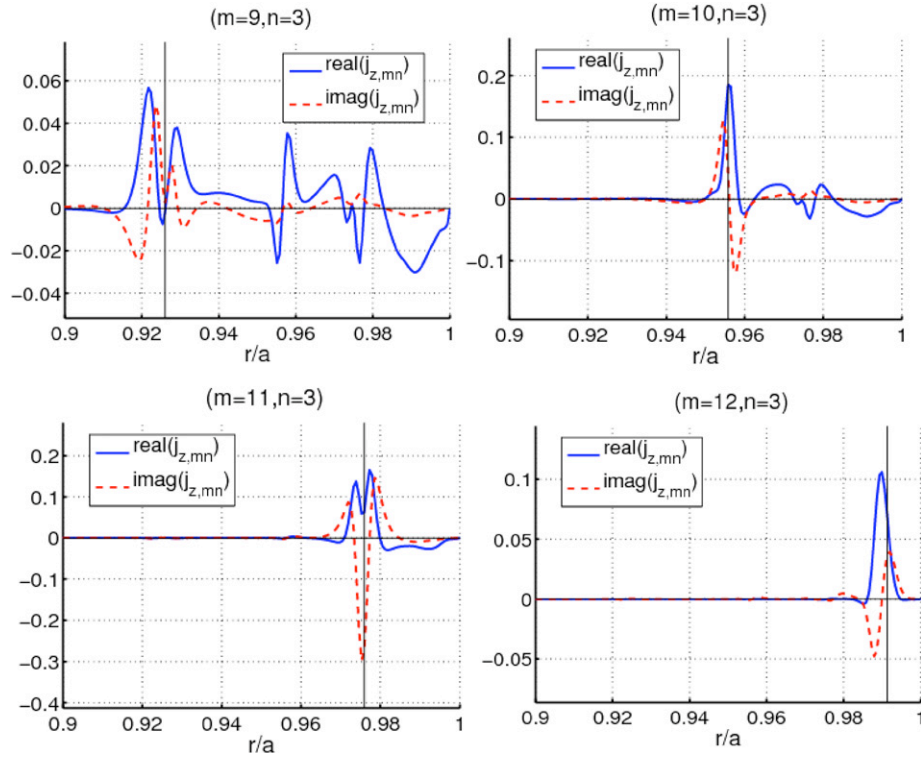 (m=9,n=3)
real(j_{z,mn})
imag(j_{z,mn})
0.06
0.04
0.02
0
−0.02
−0.04
0.9 0.92 0.94 0.96 0.98 1
r/a
(m=10,n=3)
real(j_{z,mn})
imag(j_{z,mn})
0.2
0.1
0
−0.1
0.9 0.92 0.94 0.96 0.98 1
r/a
(m=11,n=3)
real(j_{z,mn})
imag(j_{z,mn})
0.2
0.1
0
−0.1
−0.2
−0.3
−0.4
0.9 0.92 0.94 0.96 0.98 1
r/a
(m=12,n=3)
real(j_{z,mn})
imag(j_{z,mn})
0.1
0.05
0
−0.05
0.9 0.92 0.94 0.96 0.98 1
r/a